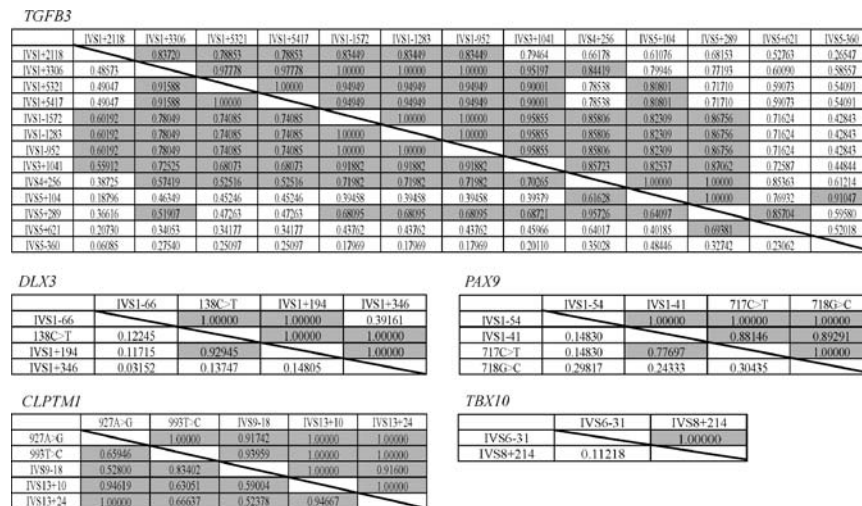 TGFB3
IVS1+2118 IVS1+3306 IVS1+5321 IVS1+5417 IVS1-1572 IVS1-1283 IVS1-952 IVS3+1041 IVS4+256 IVS5+104 IVS5+289 IVS5+621 IVS5-360
IVS1+2118 0.83720 0.78853 0.78853 0.83449 0.83449 0.83449 0.79464 0.66178 0.61076 0.68153 0.52763 0.26547
IVS1+3306 0.48573 0.97778 0.97778 1.00000 1.00000 1.00000 0.95197 0.84419 0.79946 0.77193 0.60090 0.58557
IVS1+5321 0.49047 0.91588 1.00000 0.94949 0.94949 0.94949 0.90001 0.78538 0.80801 0.71710 0.59073 0.54091
IVS1+5417 0.49047 0.91588 1.00000 0.94949 0.94949 0.94949 0.90001 0.78538 0.80801 0.71710 0.59073 0.54091
IVS1-1572 0.60192 0.78049 0.74085 0.74085 1.00000 1.00000 0.95855 0.85806 0.82309 0.86756 0.71624 0.42843
IVS1-1283 0.60192 0.78049 0.74085 0.74085 1.00000 1.00000 0.95855 0.85806 0.82309 0.86756 0.71624 0.42843
IVS1-952 0.60192 0.78049 0.74085 0.74085 1.00000 1.00000 0.95855 0.85806 0.82309 0.86756 0.71624 0.42843
IVS3+1041 0.55912 0.72525 0.68073 0.68073 0.91882 0.91882 0.91882 0.85723 0.82537 0.87062 0.72587 0.44844
IVS4+256 0.38725 0.57419 0.52516 0.52516 0.71982 0.71982 0.71982 0.70265 1.00000 1.00000 0.85363 0.61214
IVS5+104 0.18796 0.46349 0.45246 0.45246 0.39458 0.39458 0.39458 0.39379 0.61628 1.00000 0.76932 0.91047
IVS5+289 0.36616 0.51907 0.47263 0.47263 0.68095 0.68095 0.68095 0.68721 0.95726 0.64097 0.85704 0.59580
IVS5+621 0.20730 0.34053 0.34177 0.34177 0.43762 0.43762 0.43762 0.45966 0.64017 0.40185 0.69381 0.52018
IVS5-360 0.06085 0.27540 0.25097 0.25097 0.17969 0.17969 0.17969 0.20110 0.35028 0.48446 0.32742 0.23062
DLX3
IVS1-66 138C>T IVS1+194 IVS1+346
IVS1-66 1.00000 1.00000 0.39161
138C>T 0.12245 1.00000 1.00000
IVS1+194 0.11715 0.92945 1.00000
IVS1+346 0.03152 0.13747 0.14805
PAX9
IVS1-54 IVS1-41 717C>T 718G>C
IVS1-54 1.00000 1.00000 1.00000
IVS1-41 0.14830 0.88146 0.89291
717C>T 0.14830 0.77697 1.00000
718G>C 0.29817 0.24333 0.30435
CLPTM1
927A>G 993T>C IVS9-18 IVS13+10 IVS13+24
927A>G 1.00000 0.91742 1.00000 1.00000
993T>C 0.65946 0.93959 1.00000 1.00000
IVS9-18 0.52800 0.83402 1.00000 0.91600
IVS13+10 0.94619 0.63051 0.59004 1.00000
IVS13+24 1.00000 0.66637 0.52378 0.94667
TBX10
IVS6-31 IVS8+214
IVS6-31 1.00000
IVS8+214 0.11218